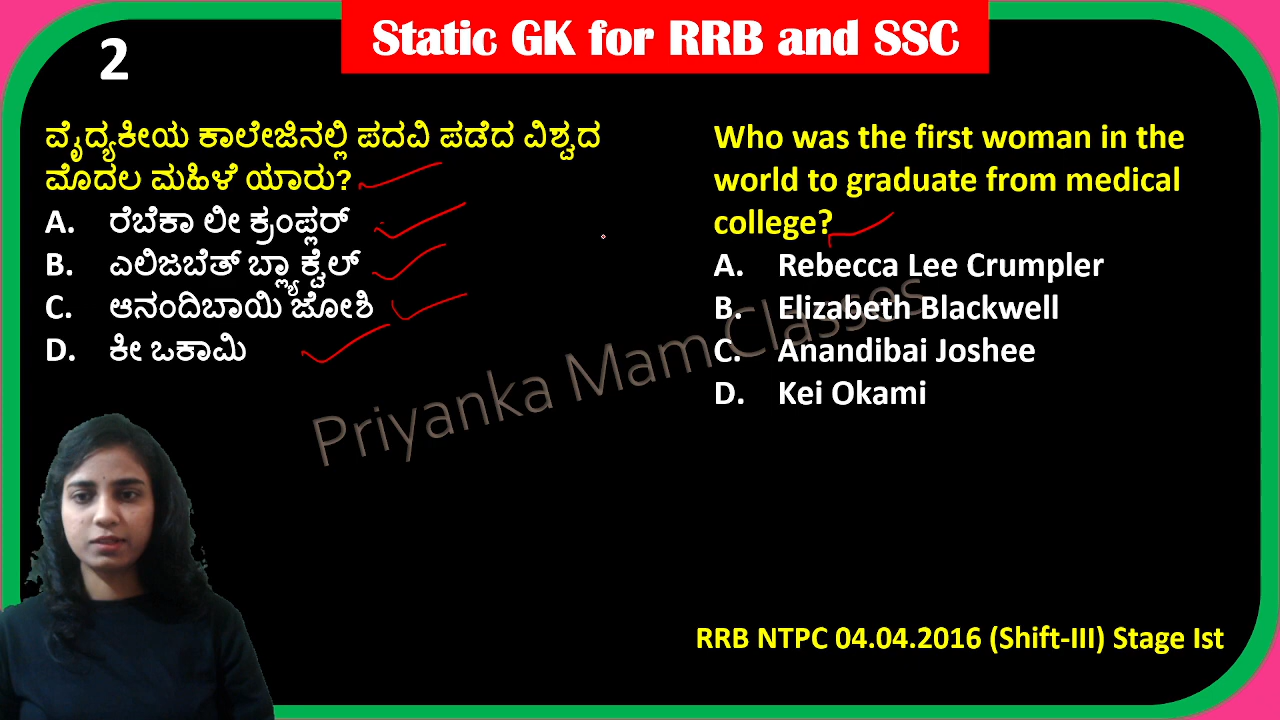 Static GK for RRB and SSC
2
ವೈದ್ಯಕೀಯ ಕಾಲೇಜಿನಲ್ಲಿ ಪದವಿ ಪಡೆದ ವಿಶ್ವದ
ಮೊದಲ ಮಹಿಳೆ ಯಾರು?
A. ರೆಬೆಕಾ ಲೀ ಕ್ರಂಪ್ಲರ್
B. ಎಲಿಜಬೆತ್ ಬ್ಲ್ಯಾಕ್ವೆಲ್
C. ಆನಂದಿಬಾಯಿ ಜೋಶಿ
D. ಕೀ ಒಕಾಮಿ
Who was the first woman in the
world to graduate from medical
college?
A. Rebecca Lee Crumpler
B. Elizabeth Blackwell
C. Anandibai Joshee
D. Kei Okami
Priyanka Mam Classes
RRB NTPC 04.04.2016 (Shift-III) Stage Ist